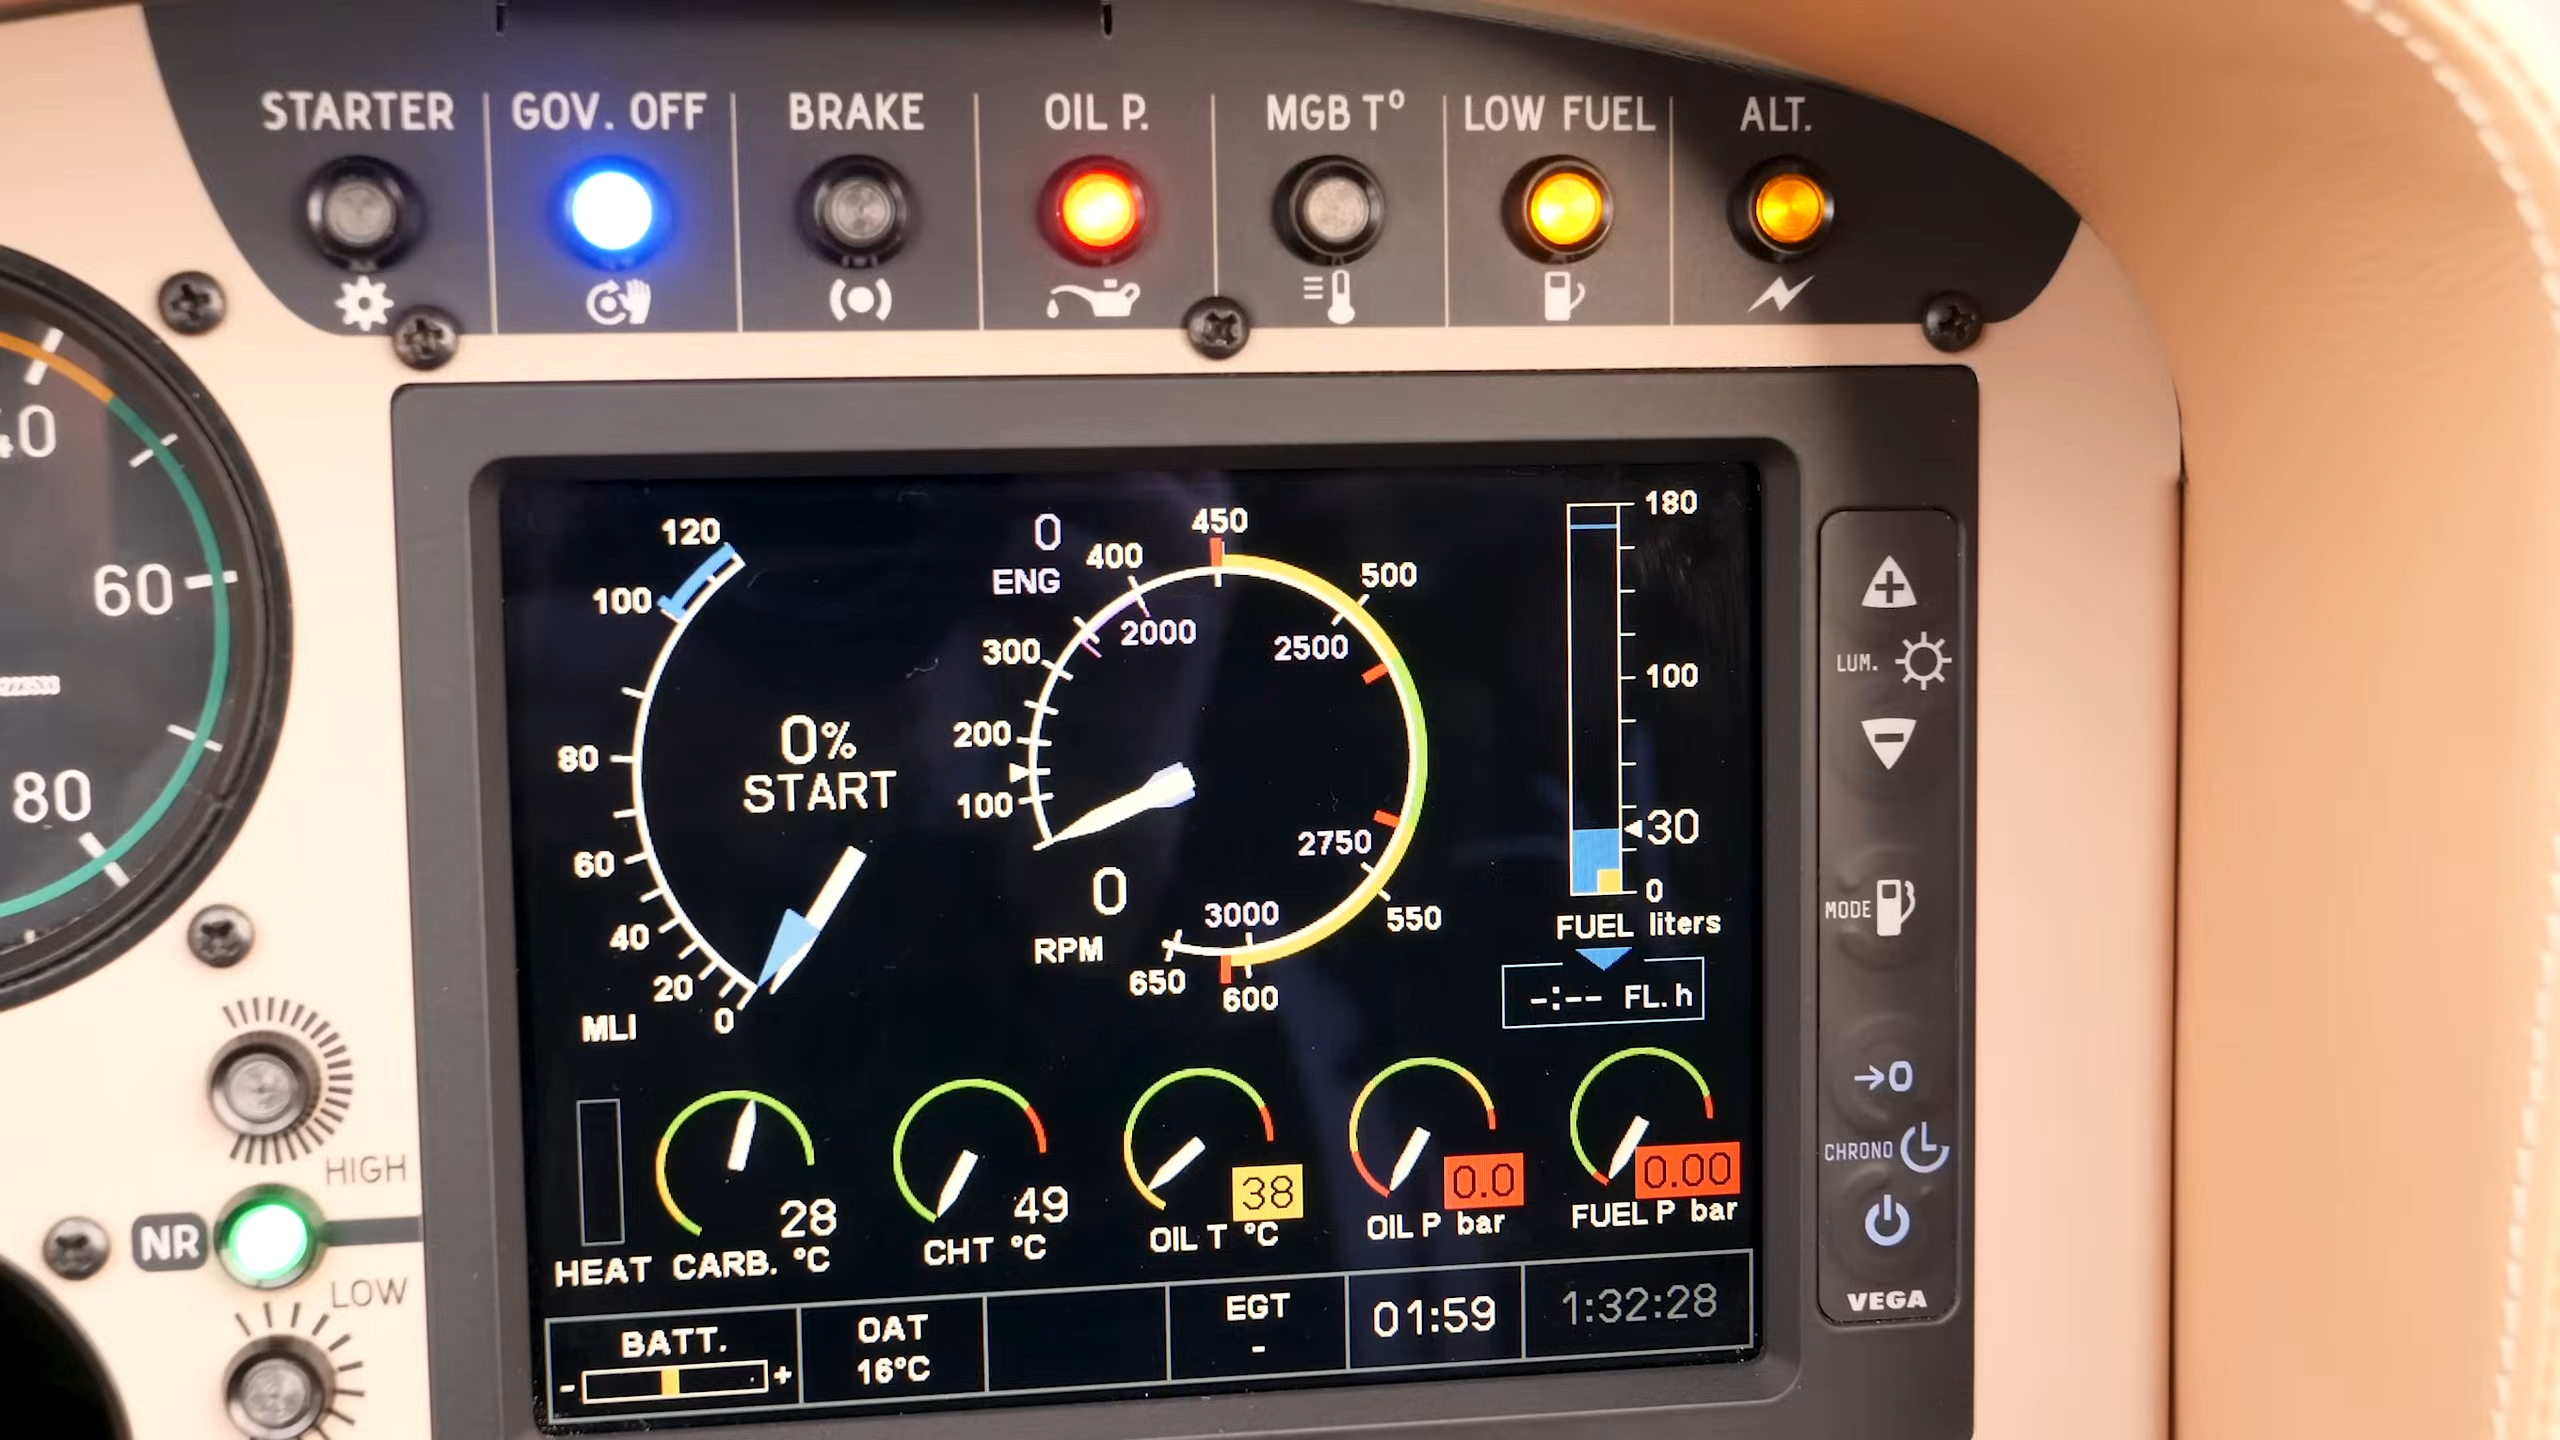 STARTER GOV. OFF BRAKE OIL P. MGB T° LOW FUEL ALT.
60
80
HIGH
NR
LOW
120
100
80
60
40
20
0
MLI
0%
START
0
ENG
100
200
300
400
450
500
550
600
650
2000
2500
2750
3000
0
RPM
180
100
30
0
FUEL liters
-:-- FL.h
28
HEAT CARB. °C
49
CHT °C
38
OIL T °C
0.0
OIL P bar
0.00
FUEL P bar
BATT.
- +
OAT
16°C
EGT
-
01:59
1:32:28
+
LUM.
-
MODE
→0
CHRONO
VEGA